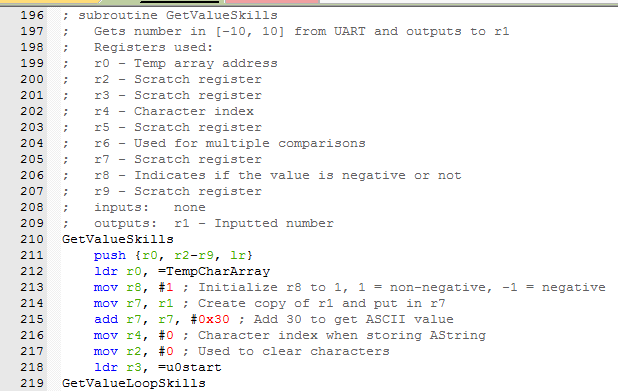 196 ; subroutine GetValueSkills
197 ;   Gets number in [-10, 10] from UART and outputs to r1
198 ;   Registers used:
199 ;   r0 - Temp array address
200 ;   r2 - Scratch register
201 ;   r3 - Scratch register
202 ;   r4 - Character index
203 ;   r5 - Scratch register
204 ;   r6 - Used for multiple comparisons
205 ;   r7 - Scratch register
206 ;   r8 - Indicates if the value is negative or not
207 ;   r9 - Scratch register
208 ;   inputs:   none
209 ;   outputs:  r1 - Inputted number
210 GetValueSkills
211     push {r0, r2-r9, lr}
212     ldr r0, =TempCharArray
213     mov r8, #1 ; Initialize r8 to 1, 1 = non-negative, -1 = negative
214     mov r7, r1 ; Create copy of r1 and put in r7
215     add r7, r7, #0x30 ; Add 30 to get ASCII value
216     mov r4, #0 ; Character index when storing AString
217     mov r2, #0 ; Used to clear characters
218     ldr r3, =u0start
219 GetValueLoopSkills